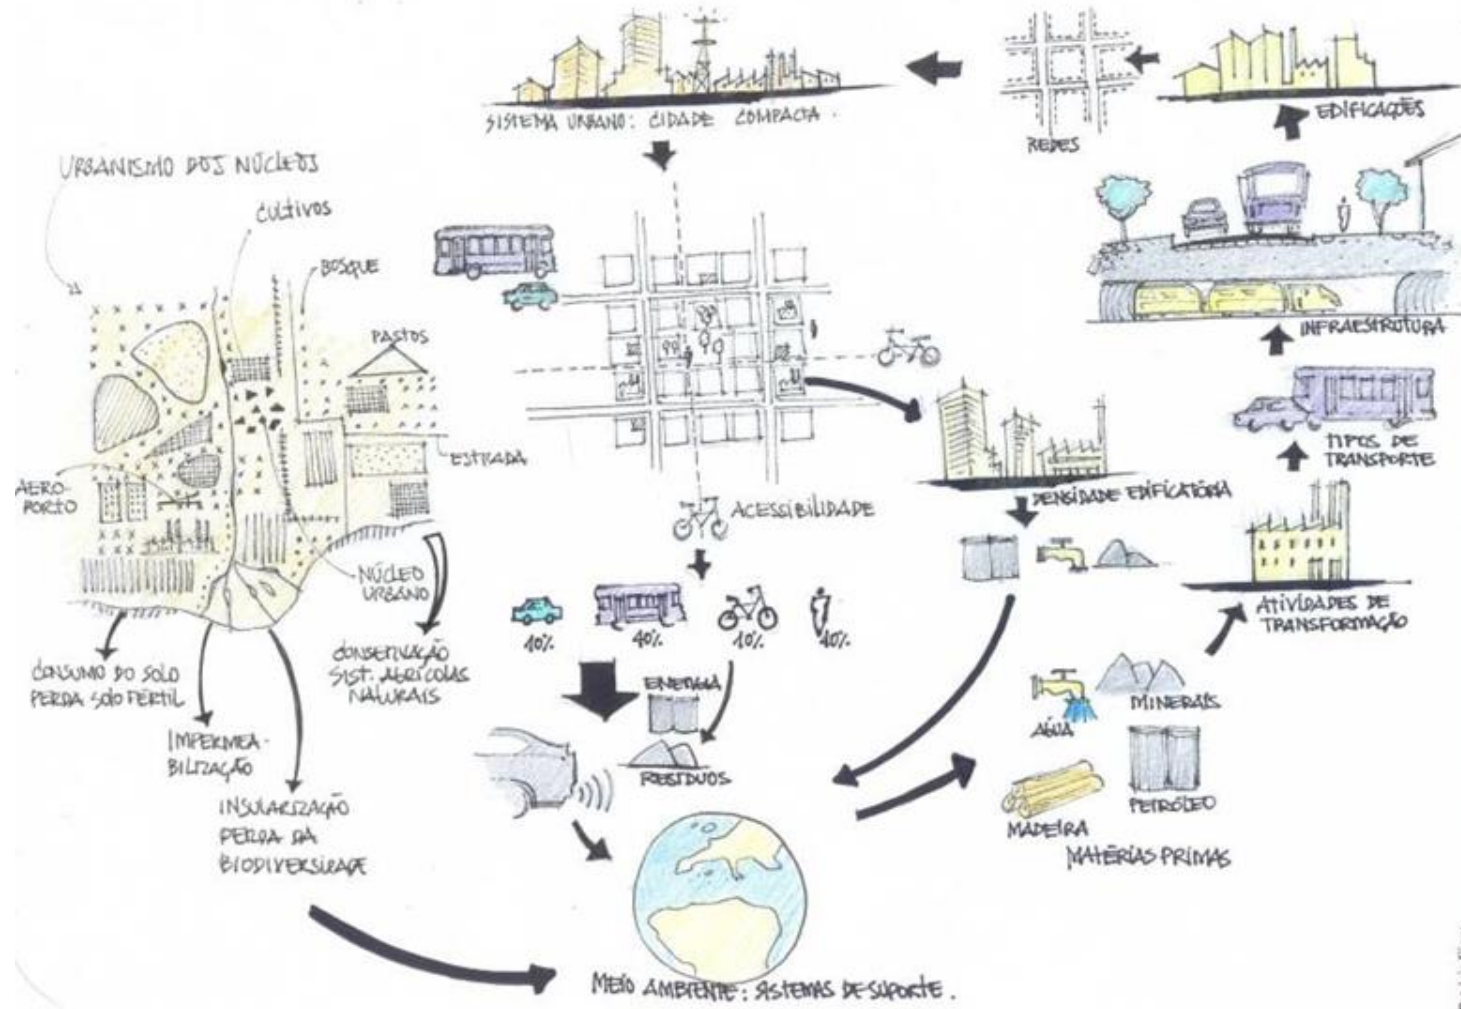 SISTEMA URBANO: CIDADE COMPACTA.
REDES
EDIFICAÇÕES
URBANISMO DOS NÚCLEOS
CULTIVOS
BOSQUE
PASTOS
ESTRADA
AERO-
PORTO
NÚCLEO
URBANO
INFRAESTRUTURA
TIPOS DE
TRANSPORTE
ACESSIBILIDADE
DENSIDADE EDIFICATÓRIA
ATIVIDADES DE
TRANSFORMAÇÃO
10% 40% 10% 40%
CONSUMO DO SOLO
PERDA SOLO FÉRTIL
CONSERVAÇÃO
SIST. AGRÍCOLAS
NATURAIS
IMPERMEA-
BILIZAÇÃO
INSULARIZAÇÃO
PERDA DA
BIODIVERSIDADE
ENERGIA
RESÍDUOS
ÁGUA
MINERAIS
PETRÓLEO
MADEIRA
MATÉRIAS PRIMAS
MEIO AMBIENTE: SISTEMAS DE SUPORTE.